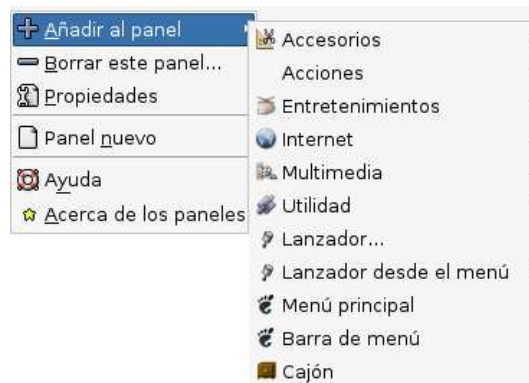 Añadir al panel
Borrar este panel...
Propiedades
Panel nuevo
Ayuda
Acerca de los paneles
Accesorios
Acciones
Entretenimientos
Internet
Multimedia
Utilidad
Lanzador...
Lanzador desde el menú
Menú principal
Barra de menú
Cajón